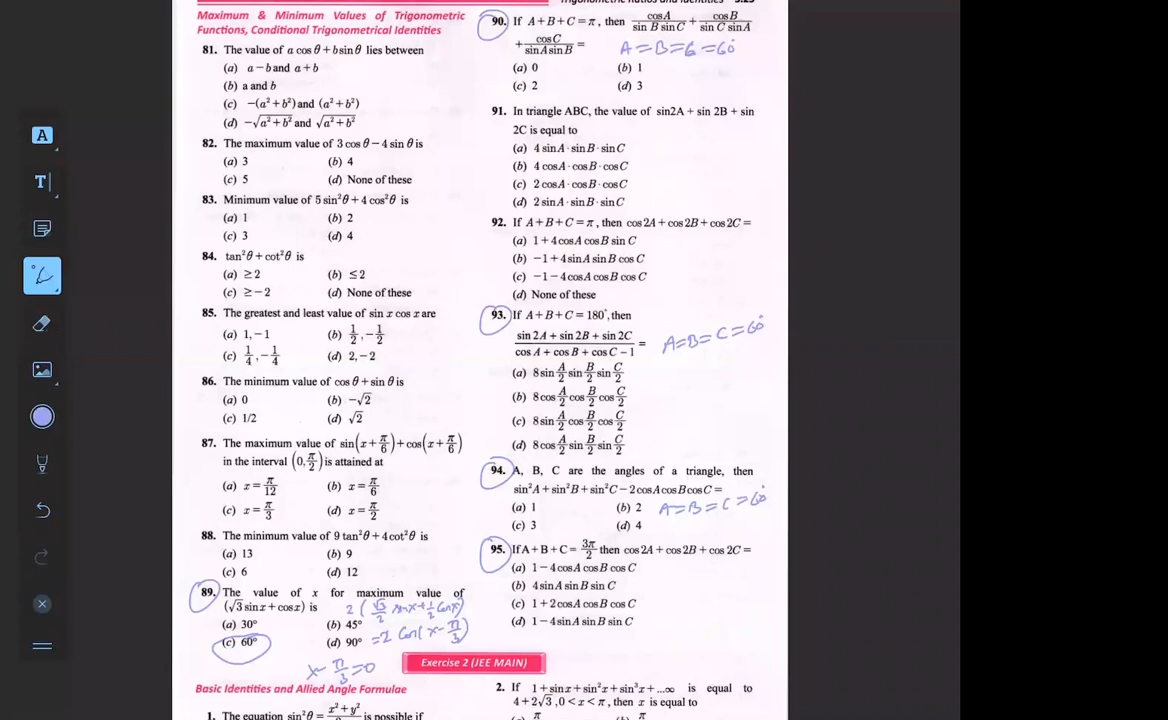 Maximum & Minimum Values of Trigonometric
Functions, Conditional Trigonometrical Identities
81. The value of a cos θ + b sin θ lies between
(a) a − b and a + b
(b) a and b
(c) −(a² + b²) and (a² + b²)
(d) −√(a² + b²) and √(a² + b²)
82. The maximum value of 3 cos θ − 4 sin θ is
(a) 3 (b) 4
(c) 5 (d) None of these
83. Minimum value of 5 sin²θ + 4 cos²θ is
(a) 1 (b) 2
(c) 3 (d) 4
84. tan²θ + cot²θ is
(a) ≥ 2 (b) ≤ 2
(c) ≥ −2 (d) None of these
85. The greatest and least value of sin x cos x are
(a) 1, −1 (b) 1/2, −1/2
(c) 1/4, −1/4 (d) 2, −2
86. The minimum value of cos θ + sin θ is
(a) 0 (b) −√2
(c) 1/2 (d) √2
87. The maximum value of sin(x + π/6) + cos(x + π/6)
in the interval (0, π/2) is attained at
(a) x = π/12 (b) x = π/6
(c) x = π/3 (d) x = π/2
88. The minimum value of 9 tan²θ + 4 cot²θ is
(a) 13 (b) 9
(c) 6 (d) 12
89. The value of x for maximum value of
(√3 sin x + cos x) is 2 (√3/2 sin x + 1/2 cos x)
(a) 30° (b) 45°
(c) 60° (d) 90° = 2 cos(x − π/3)
x − π/3 = 0
Basic Identities and Allied Angle Formulae
1. The equation sin²θ = x² + y² is possible if
90. If A + B + C = π, then cos A/sin B sin C + cos B/sin C sin A
+ cos C/sin A sin B = A = B = C = 60°
(a) 0 (b) 1
(c) 2 (d) 3
91. In triangle ABC, the value of sin2A + sin 2B + sin
2C is equal to
(a) 4 sin A · sin B · sin C
(b) 4 cos A · cos B · cos C
(c) 2 cos A · cos B · cos C
(d) 2 sin A · sin B · sin C
92. If A + B + C = π, then cos 2A + cos 2B + cos 2C =
(a) 1 + 4 cos A cos B sin C
(b) −1 + 4 sin A sin B cos C
(c) −1 − 4 cos A cos B cos C
(d) None of these
93. If A + B + C = 180°, then
sin 2A + sin 2B + sin 2C
cos A + cos B + cos C − 1 = A = B = C = 60°
(a) 8 sin A/2 sin B/2 sin C/2
(b) 8 cos A/2 cos B/2 cos C/2
(c) 8 sin A/2 cos B/2 cos C/2
(d) 8 cos A/2 sin B/2 sin C/2
94. A, B, C are the angles of a triangle, then
sin²A + sin²B + sin²C − 2 cos A cos B cos C =
(a) 1 (b) 2 A = B = C = 60°
(c) 3 (d) 4
95. If A + B + C = 3π/2 then cos 2A + cos 2B + cos 2C =
(a) 1 − 4 cos A cos B cos C
(b) 4 sin A sin B sin C
(c) 1 + 2 cos A cos B cos C
(d) 1 − 4 sin A sin B sin C
Exercise 2 (JEE MAIN)
2. If 1 + sin x + sin²x + sin³x + ...∞ is equal to
4 + 2√3, 0 < x < π, then x is equal to